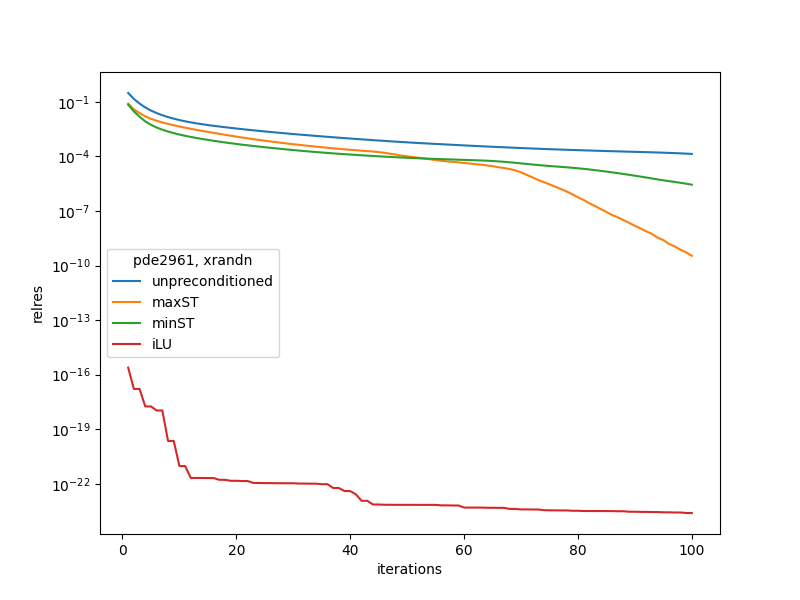 10^-1
10^-4
10^-7
10^-10
10^-13
10^-16
10^-19
10^-22
relres
pde2961, xrandn
unpreconditioned
maxST
minST
iLU
0 20 40 60 80 100
iterations